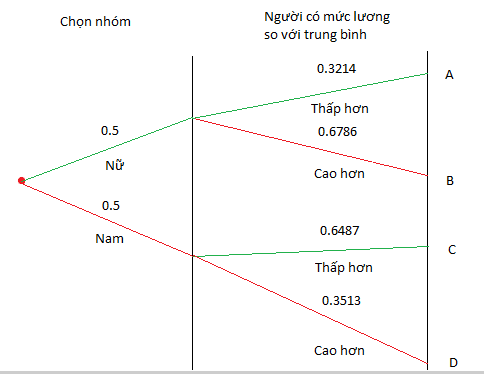 Chọn nhóm
Người có mức lương
so với trung bình
0.3214
A
Thấp hơn
0.5
0.6786
Nữ
Cao hơn
B
0.5
Nam
0.6487
C
Thấp hơn
0.3513
Cao hơn
D